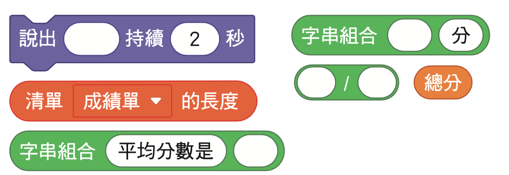 說出 持續 2 秒
清單 成績單 的長度
字串組合 平均分數是
字串組合 分
/ 總分